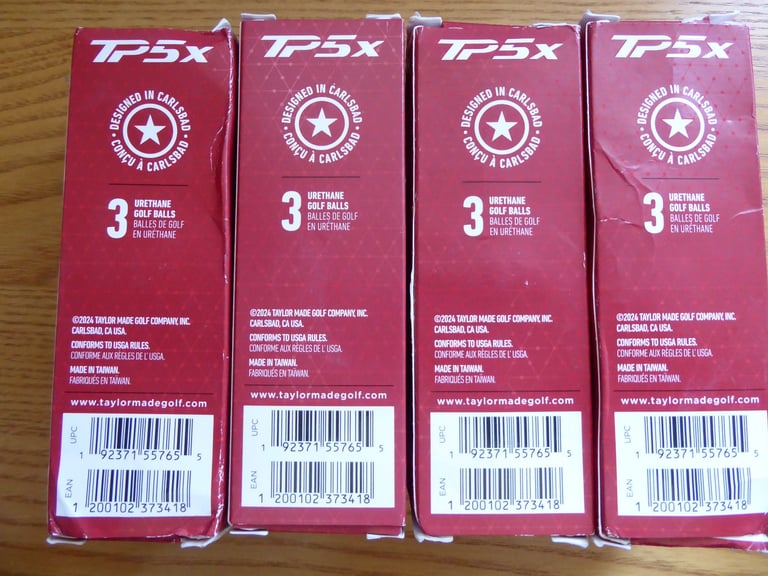 TP5x
DESIGNED IN CARLSBAD
CONÇU À CARLSBAD
3
URETHANE
GOLF BALLS
BALLES DE GOLF
EN URÉTHANE
©2024 TAYLOR MADE GOLF COMPANY, INC.
CARLSBAD, CA USA.
CONFORMS TO USGA RULES.
CONFORME AUX RÈGLES DE L' USGA.
MADE IN TAIWAN.
FABRIQUÉS EN TAÏWAN.
www.taylormadegolf.com
UPC
1 92371 55765 5
EAN
1 200102 373418
TP5x
DESIGNED IN CARLSBAD
CONÇU À CARLSBAD
3
URETHANE
GOLF BALLS
BALLES DE GOLF
EN URÉTHANE
©2024 TAYLOR MADE GOLF COMPANY, INC.
CARLSBAD, CA USA.
CONFORMS TO USGA RULES.
CONFORME AUX RÈGLES DE L' USGA.
MADE IN TAIWAN.
FABRIQUÉS EN TAÏWAN.
www.taylormadegolf.com
UPC
1 92371 55765 5
EAN
1 200102 373418
TP5x
DESIGNED IN CARLSBAD
CONÇU À CARLSBAD
3
URETHANE
GOLF BALLS
BALLES DE GOLF
EN URÉTHANE
©2024 TAYLOR MADE GOLF COMPANY, INC.
CARLSBAD, CA USA.
CONFORMS TO USGA RULES.
CONFORME AUX RÈGLES DE L' USGA.
MADE IN TAIWAN.
FABRIQUÉS EN TAÏWAN.
www.taylormadegolf.com
UPC
1 92371 55765 5
EAN
1 200102 373418
TP5x
DESIGNED IN CARLSBAD
CONÇU À CARLSBAD
3
URETHANE
GOLF BALLS
BALLES DE GOLF
EN URÉTHANE
©2024 TAYLOR MADE GOLF COMPANY, INC.
CARLSBAD, CA USA.
CONFORMS TO USGA RULES.
CONFORME AUX RÈGLES DE L' USGA.
MADE IN TAIWAN.
FABRIQUÉS EN TAÏWAN.
www.taylormadegolf.com
UPC
1 92371 55765 5
EAN
1 200102 373418